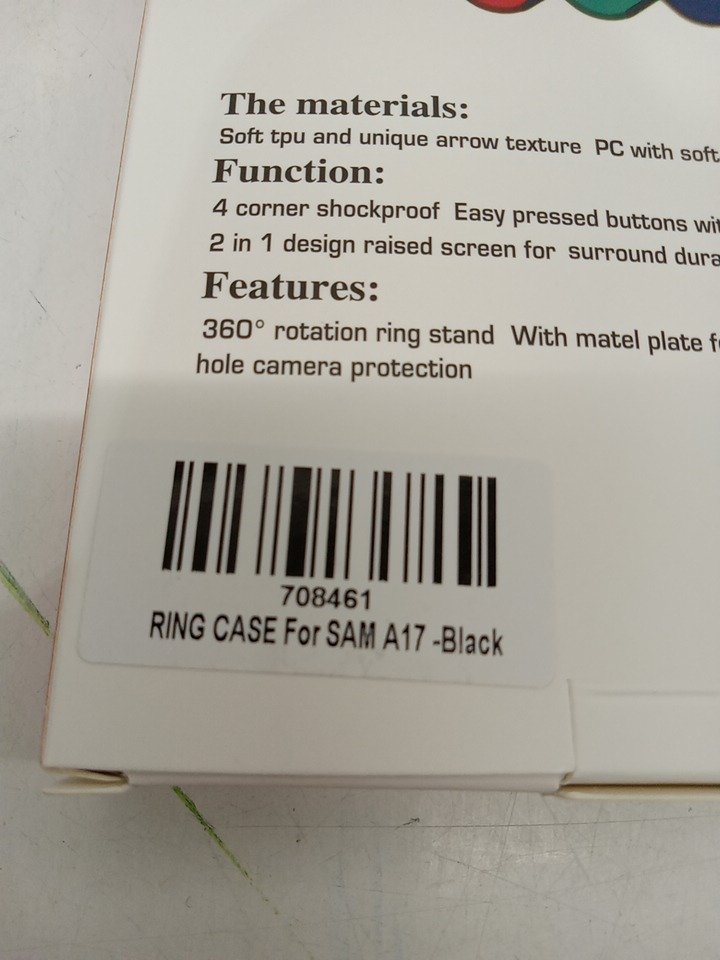 The materials:
Soft tpu and unique arrow texture PC with soft
Function:
4 corner shockproof Easy pressed buttons
2 in 1 design raised screen for surround
Features:
360° rotation ring stand With matel plate
hole camera protection
708461
RING CASE For SAM A17 -Black